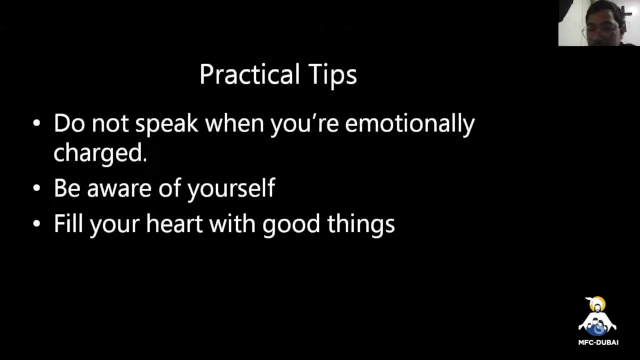 Practical Tips
• Do not speak when you're emotionally
charged.
• Be aware of yourself
• Fill your heart with good things
MFC-DUBAI